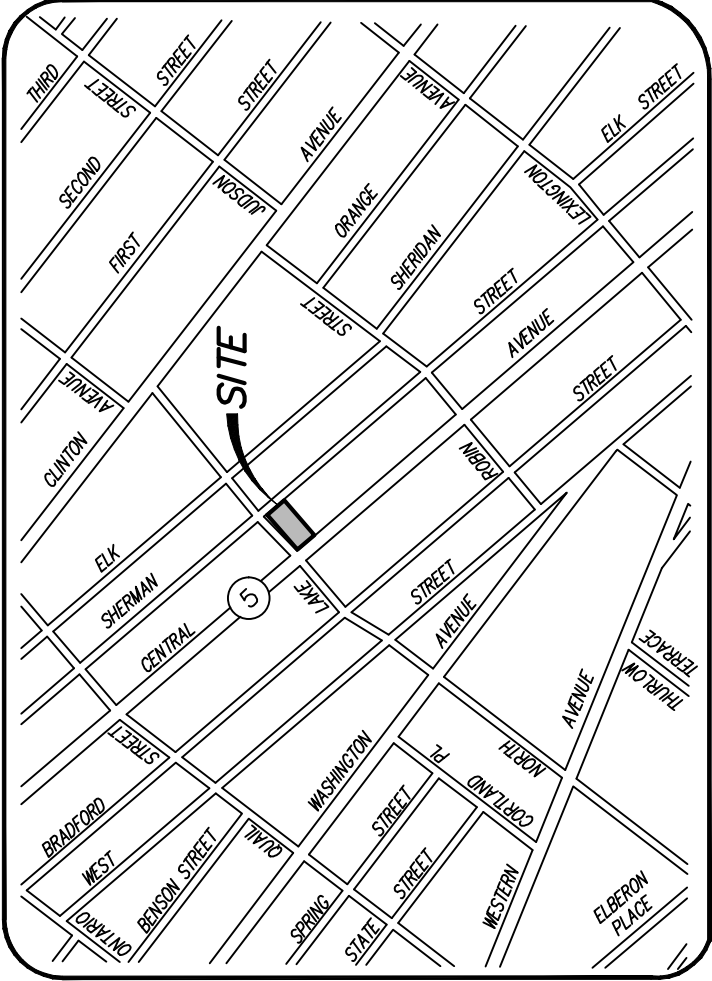 THIRD
STREET
STREET
STREET
AVENUE
AVENUE
ELK STREET
SECOND
JUDSON
ORANGE
LEXINGTON
FIRST
SHERIDAN
STREET
STREET
AVENUE
SITE
STREET
AVENUE
CLINTON
ROBIN
ELK
SHERMAN
5
LAKE
STREET
AVENUE
CENTRAL
TERRACE
THURLOW
AVENUE
STREET
WASHINGTON
PL
NORTH
CORTLAND
BRADFORD
STREET
WEST
QUAIL
BENSON STREET
STREET
WESTERN
ELBERON
PLACE
ONTARIO
SPRING
STATE